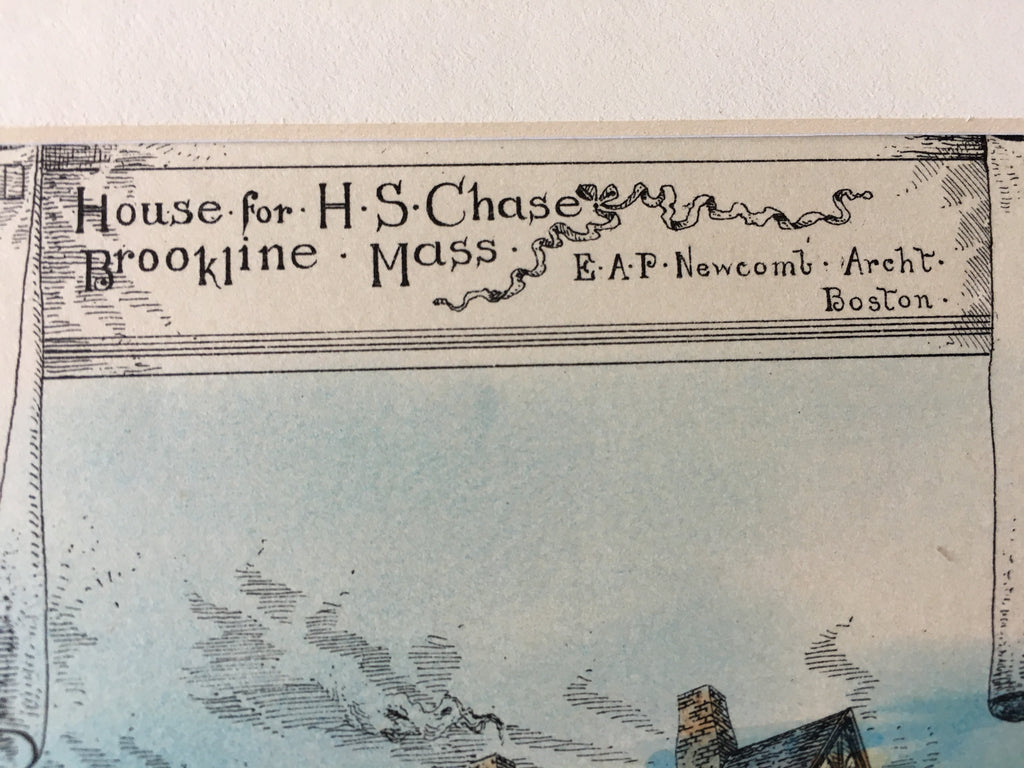 House · for · H · S · Chase
Brookline · Mass ·
E · A · P · Newcomb · Archt ·
Boston ·